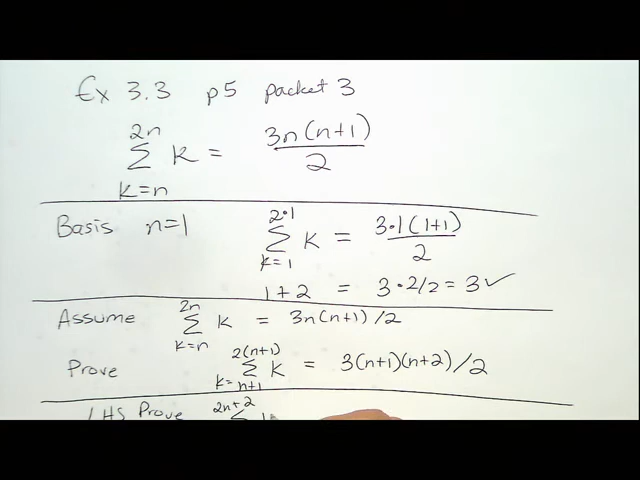 Ex 3.3 p5 packet 3
2n
∑ k = 3n(n+1)/2
k=n
Basis n=1
2•1
∑ k = 3•1(1+1)/2
k=1
1+2 = 3•2/2 = 3 ✓
Assume
2n
∑ k = 3n(n+1)/2
k=n
Prove
2(n+1)
∑ k = 3(n+1)(n+2)/2
k=n+1
LHS Prove
2n+2
∑